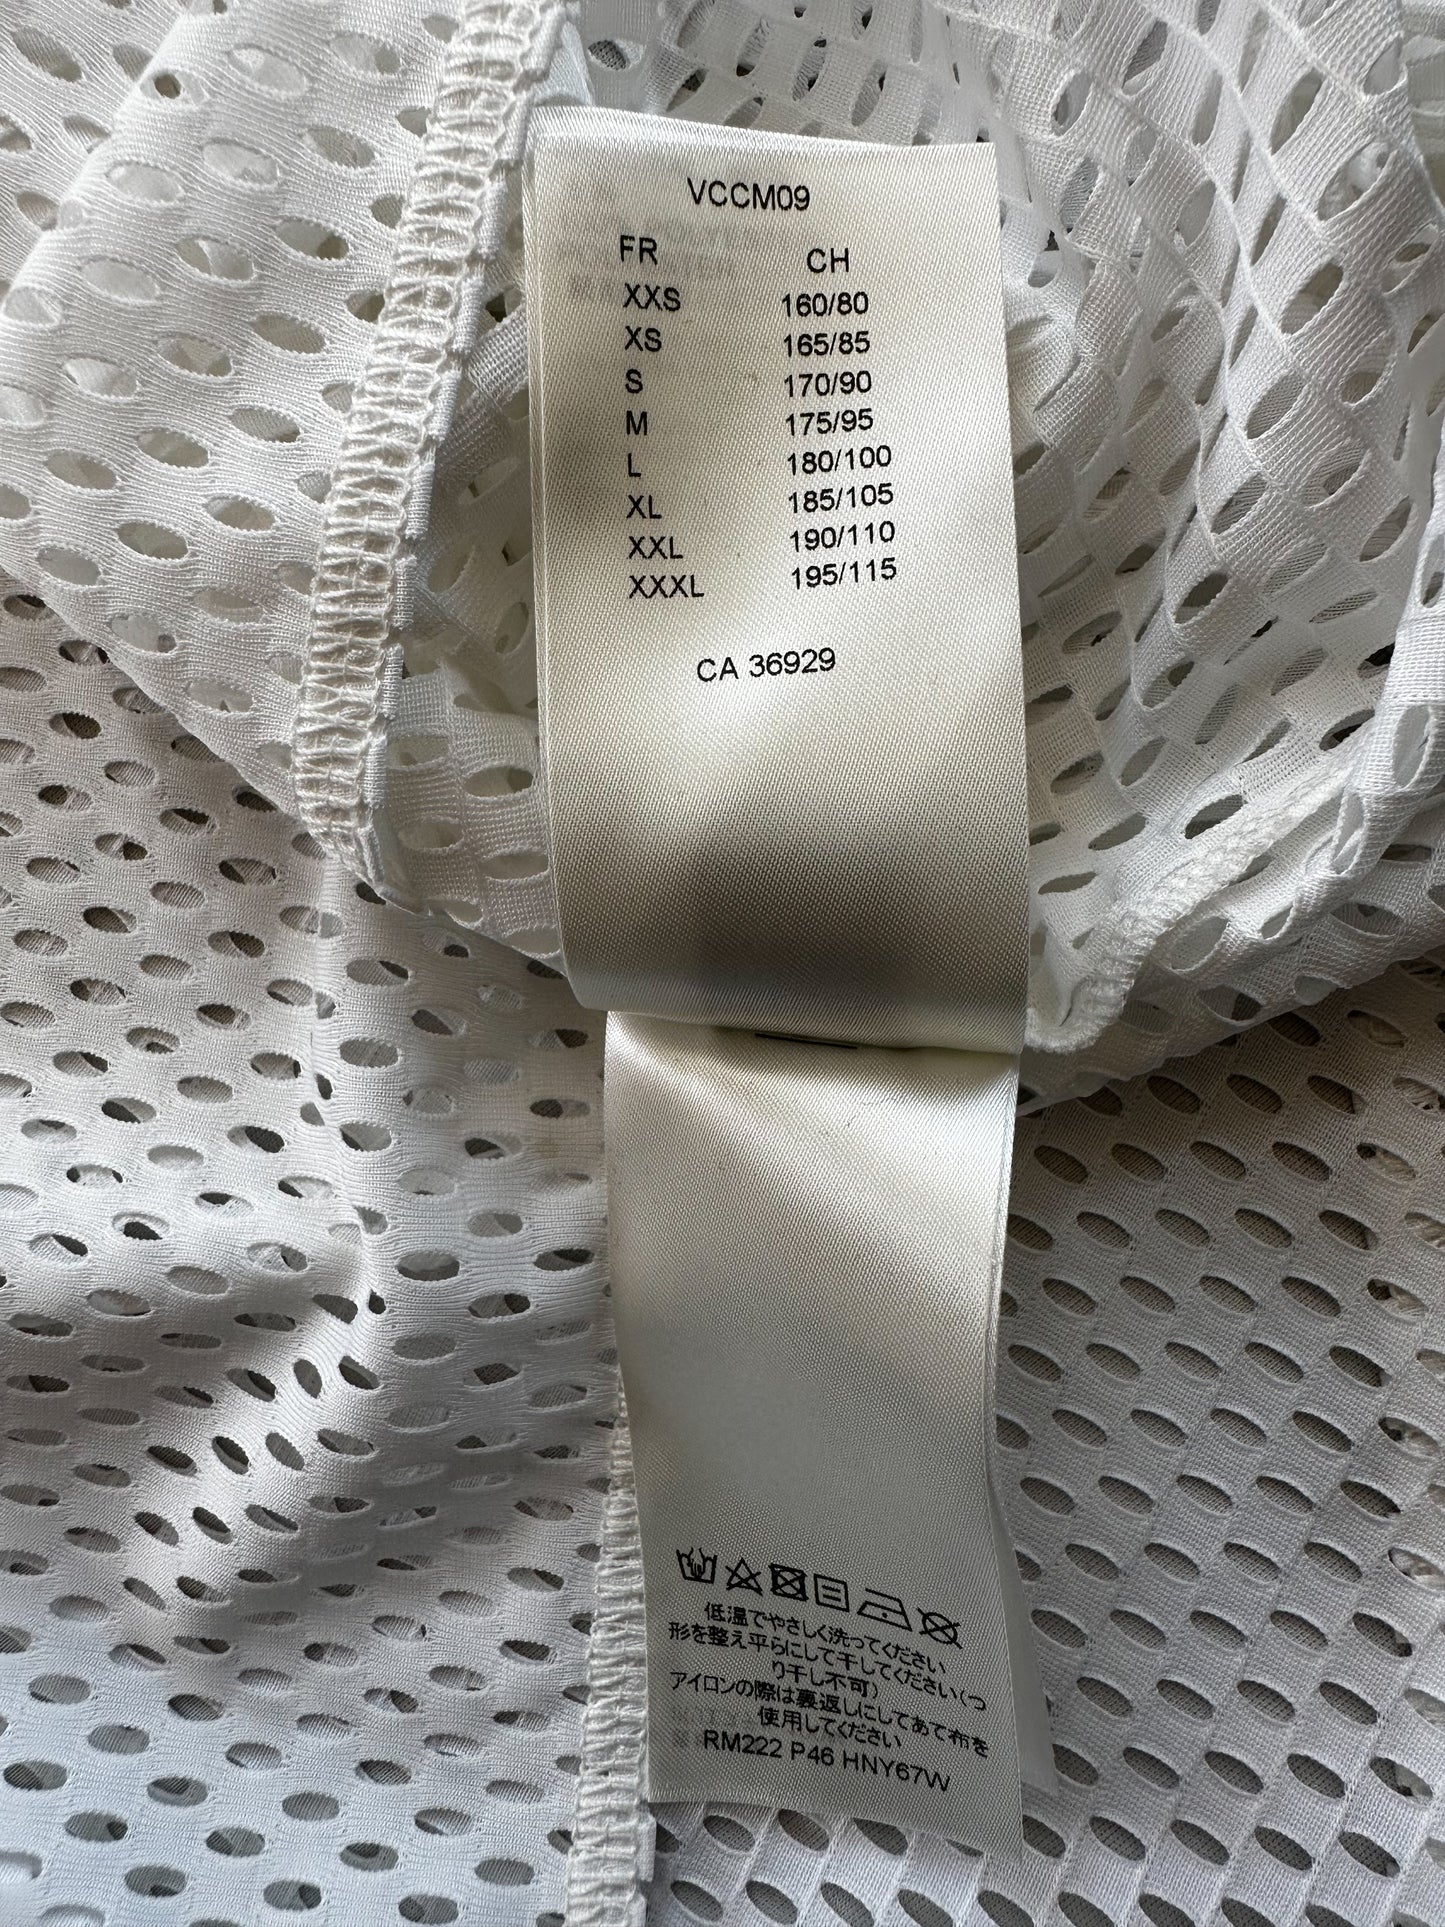 VCCM09
FR CH
XXS 160/80
XS 165/85
S 170/90
M 175/95
L 180/100
XL 185/105
XXL 190/110
XXXL 195/115
CA 36929
低温でやさしく洗ってください
形を整え平らにして干してください(つ
り干し不可)
アイロンの際は裏返しにしてあて布を
使用してください
RM222 P46 HNY67W